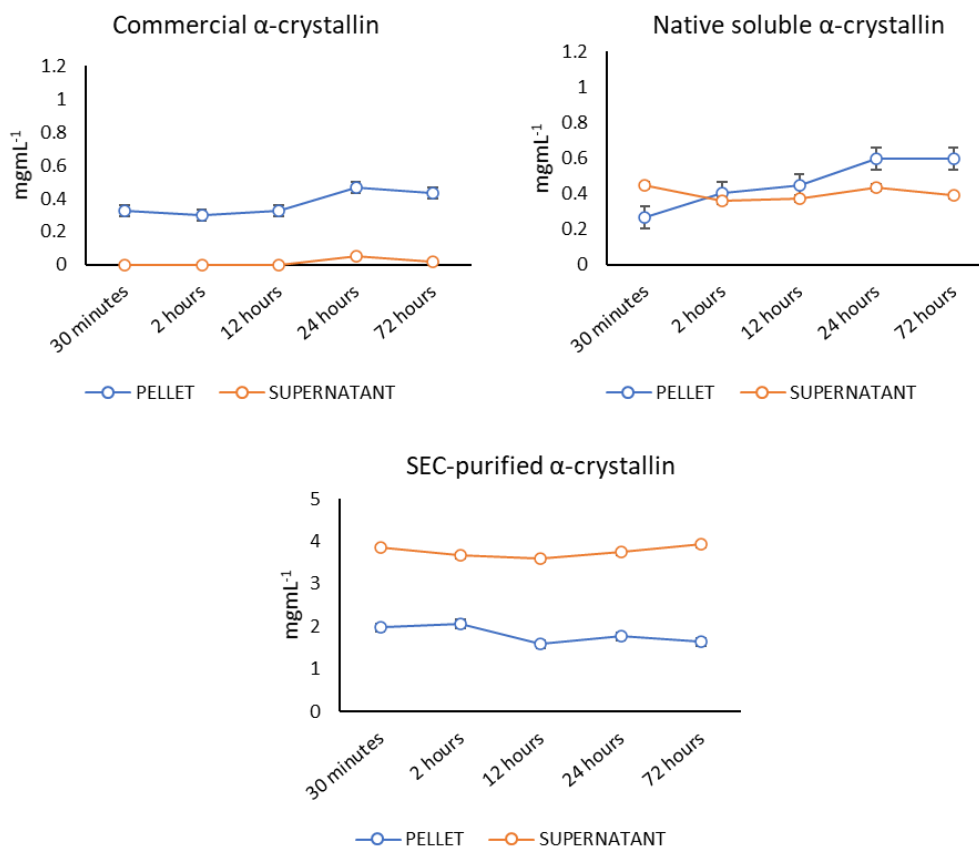 Commercial α-crystallin
1.2
1
0.8
0.6
0.4
0.2
0
mgmL⁻¹
30 minutes
2 hours
12 hours
24 hours
72 hours
PELLET SUPERNATANT
Native soluble α-crystallin
1.2
1
0.8
0.6
0.4
0.2
0
mgmL⁻¹
30 minutes
2 hours
12 hours
24 hours
72 hours
PELLET SUPERNATANT
SEC-purified α-crystallin
5
4
3
2
1
0
mgmL⁻¹
30 minutes
2 hours
12 hours
24 hours
72 hours
PELLET SUPERNATANT